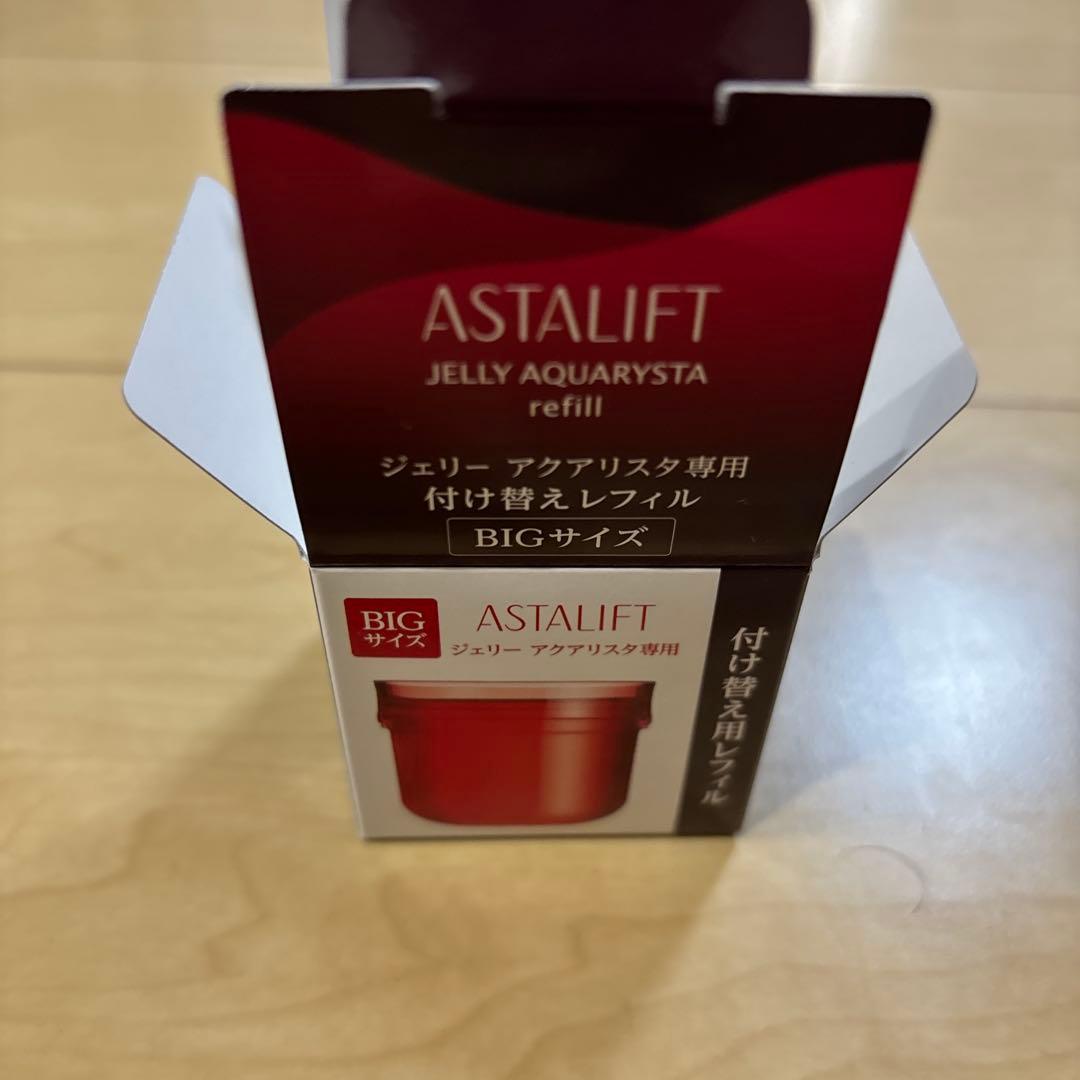 ASTALIFT
JELLY AQUARYSTA
refill
ジェリー アクアリスタ専用
付け替えレフィル
BIGサイズ
BIG
サイズ
ASTALIFT
ジェリー アクアリスタ専用
付け替え用レフィル